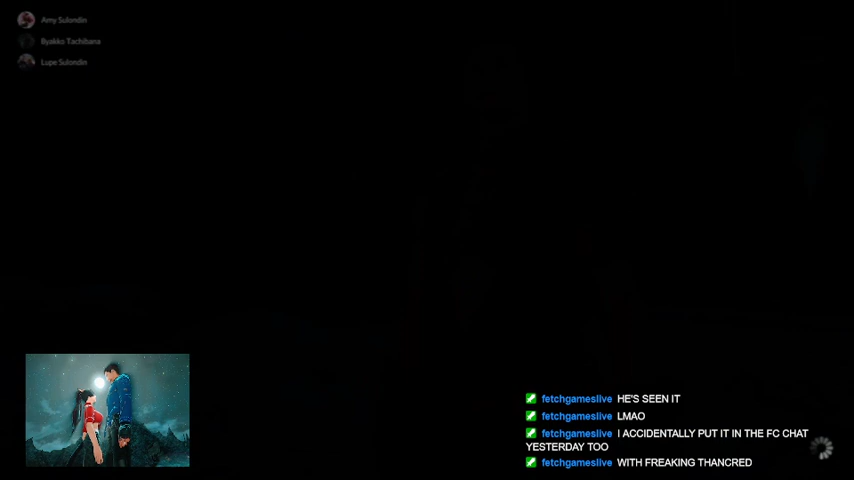 Amy Sulondin
Byakko Tachibana
Lupe Sulondin
fetchgameslive HE'S SEEN IT
fetchgameslive LMAO
fetchgameslive I ACCIDENTALLY PUT IT IN THE FC CHAT
YESTERDAY TOO
fetchgameslive WITH FREAKING THANCRED